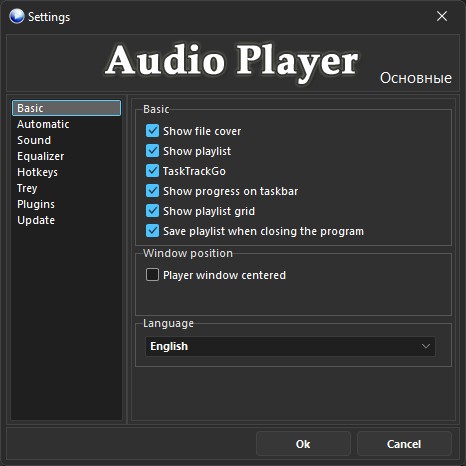 Settings
Audio Player
Основные
Basic
Automatic
Sound
Equalizer
Hotkeys
Trey
Plugins
Update
Basic
Show file cover
Show playlist
TaskTrackGo
Show progress on taskbar
Show playlist grid
Save playlist when closing the program
Window position
Player window centered
Language
English
Ok
Cancel